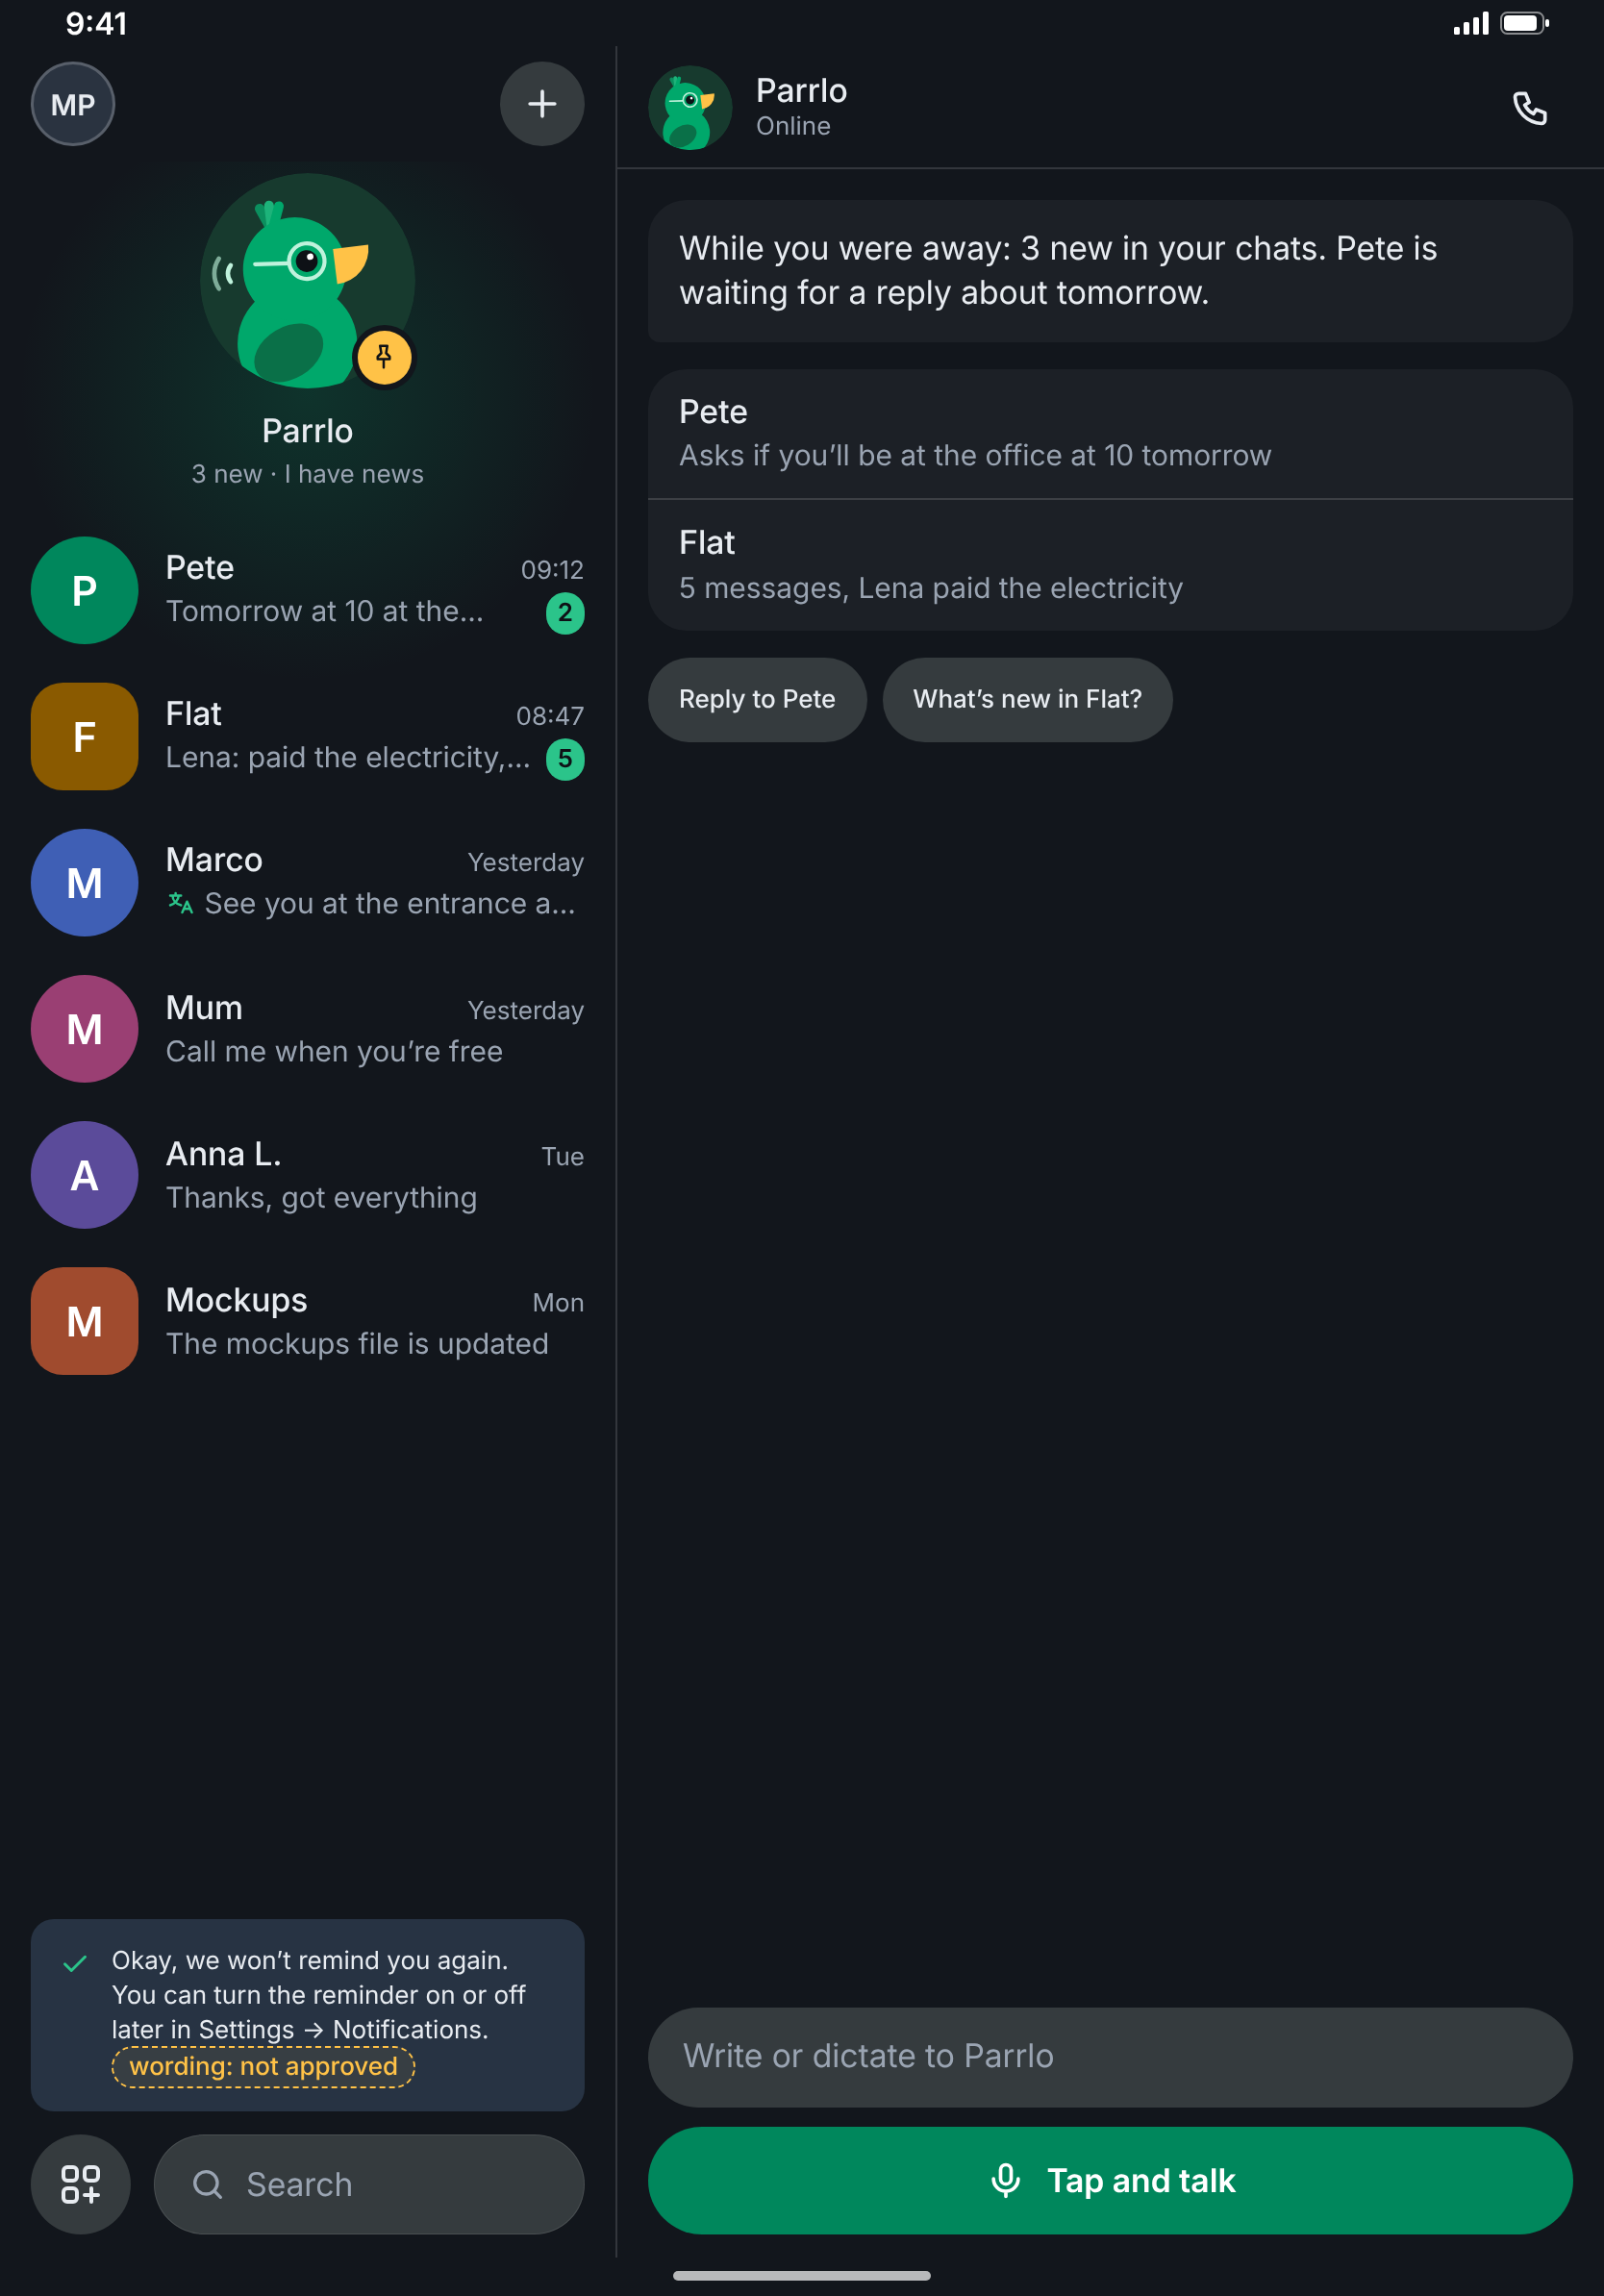 9:41
MP
Parrlo
3 new · I have news
Pete
09:12
Tomorrow at 10 at the...
2
P
Flat
08:47
Lena: paid the electricity,...
5
F
Marco
Yesterday
See you at the entrance a...
M
Mum
Yesterday
Call me when you’re free
M
Anna L.
Tue
Thanks, got everything
A
Mockups
Mon
The mockups file is updated
M
Okay, we won’t remind you again.
You can turn the reminder on or off
later in Settings → Notifications.
wording: not approved
Search
Parrlo
Online
While you were away: 3 new in your chats. Pete is
waiting for a reply about tomorrow.
Pete
Asks if you’ll be at the office at 10 tomorrow
Flat
5 messages, Lena paid the electricity
Reply to Pete
What’s new in Flat?
Write or dictate to Parrlo
Tap and talk